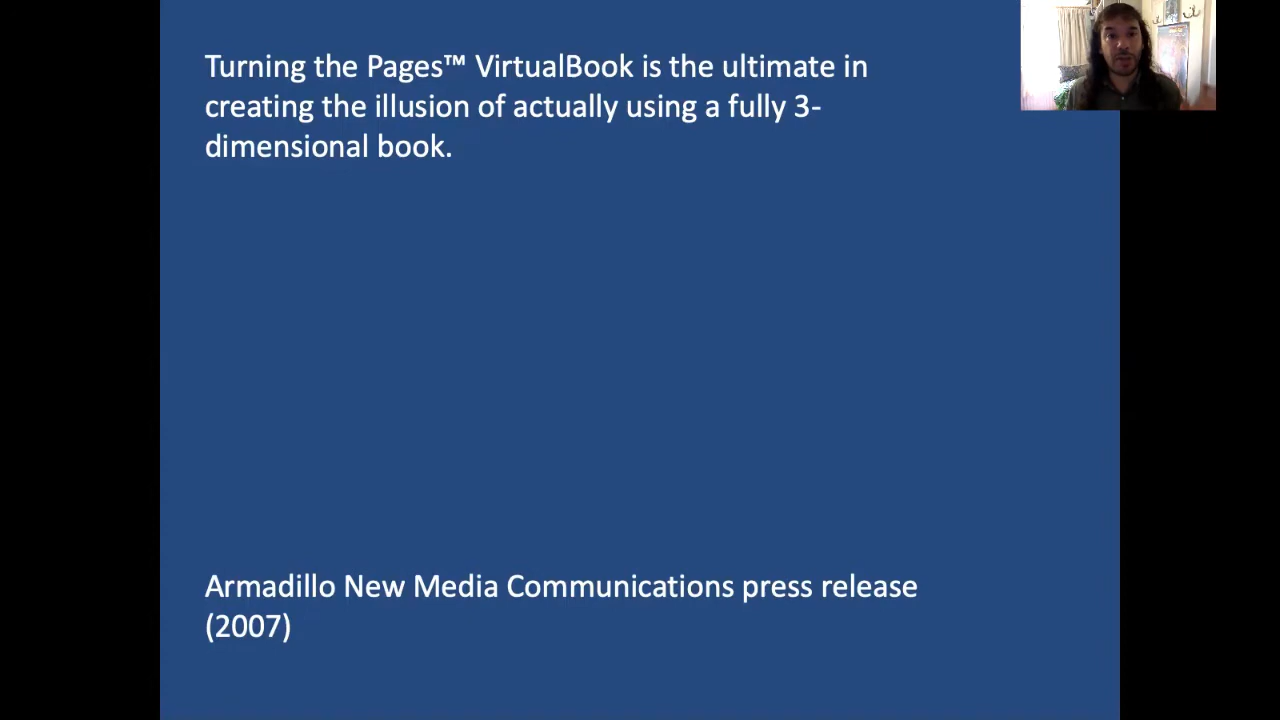 Turning the Pages™ VirtualBook is the ultimate in
creating the illusion of actually using a fully 3-
dimensional book.
Armadillo New Media Communications press release
(2007)